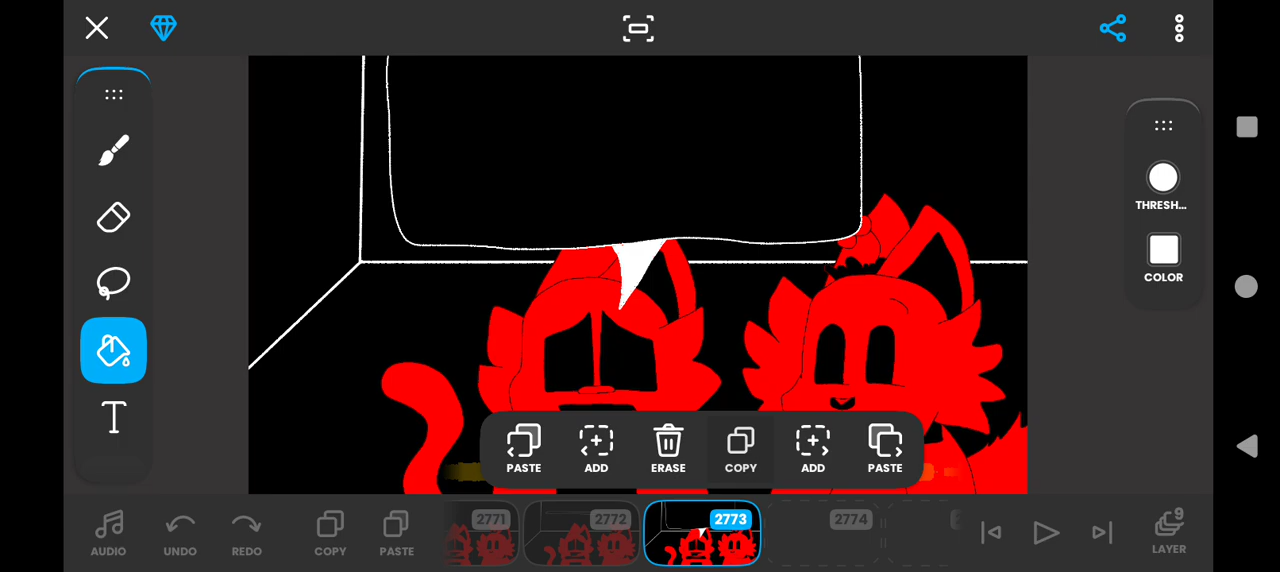 THRESH...
COLOR
T
PASTE ADD ERASE COPY ADD PASTE
2771 2772 2773 2774
9
AUDIO UNDO REDO COPY PASTE LAYER